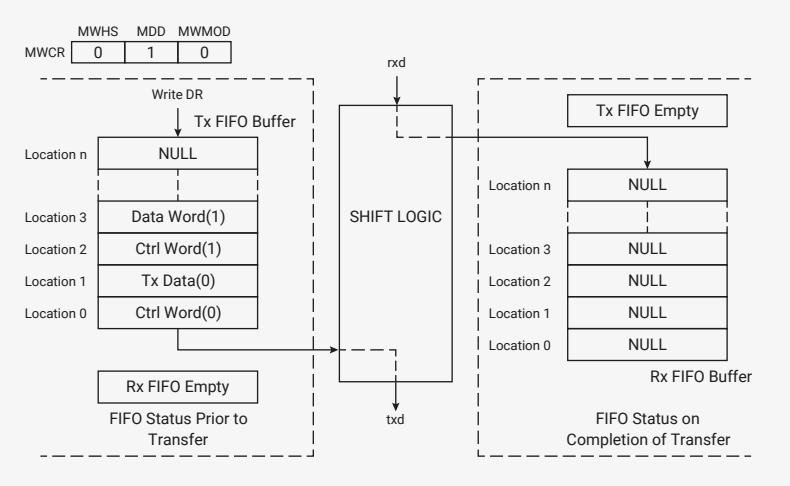 MWHS MDD MWMOD
MWCR 0 1 0
rxd
Write DR
Tx FIFO Buffer
Location n NULL
Location 3 Data Word(1)
Location 2 Ctrl Word(1)
Location 1 Tx Data(0)
Location 0 Ctrl Word(0)
Rx FIFO Empty
FIFO Status Prior to
Transfer
SHIFT LOGIC
txd
Tx FIFO Empty
Location n NULL
Location 3 NULL
Location 2 NULL
Location 1 NULL
Location 0 NULL
Rx FIFO Buffer
FIFO Status on
Completion of Transfer